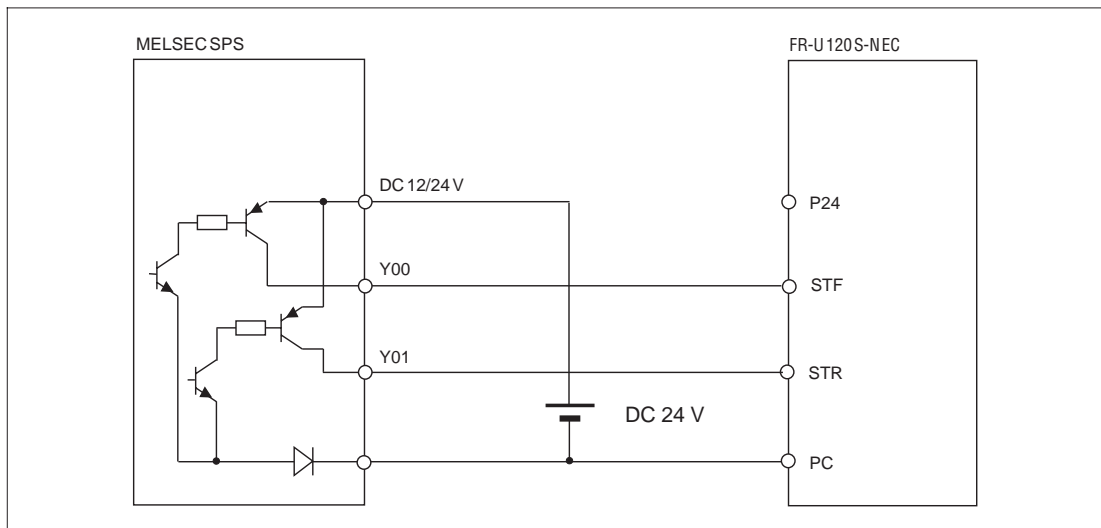 MELSEC SPS
FR-U120S-NEC
DC 12/24 V
P24
Y00
STF
Y01
STR
DC 24 V
PC